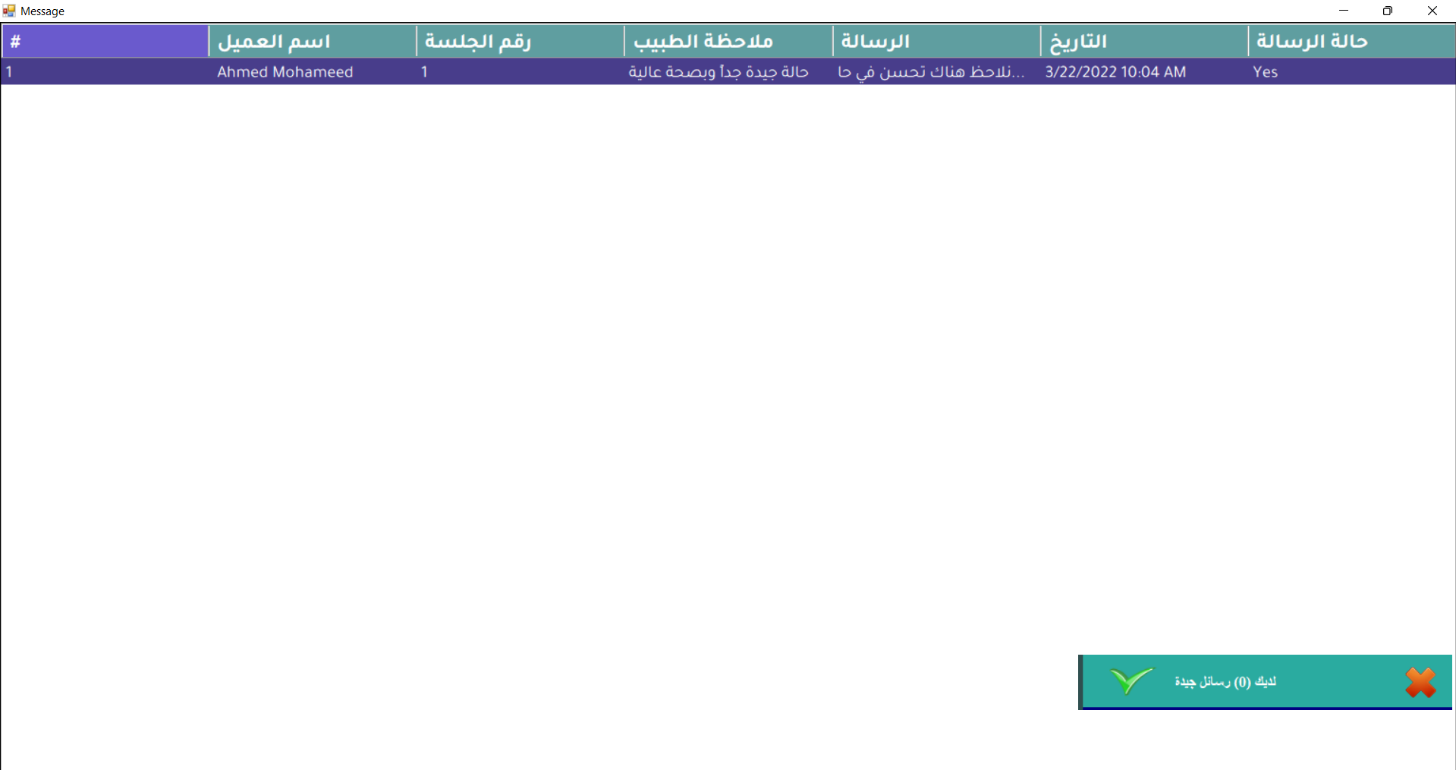 Message
# اسم العميل رقم الجلسة ملاحظة الطبيب الرسالة التاريخ حالة الرسالة
1 Ahmed Mohameed 1 حالة جيدة جداً وبصحة عالية نلاحظ هناك تحسن في حا... 3/22/2022 10:04 AM Yes
لديك (0) رسائل جيدة